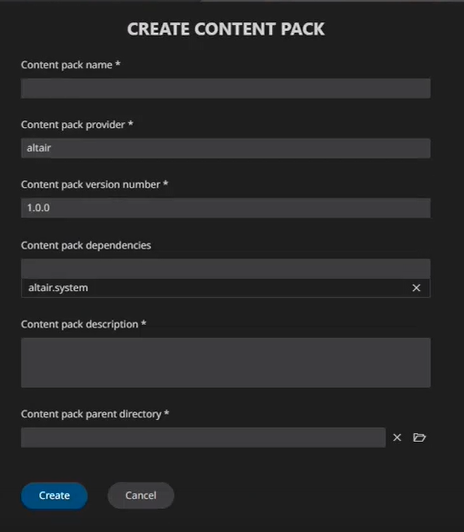 CREATE CONTENT PACK
Content pack name *
Content pack provider *
altair
Content pack version number *
1.0.0
Content pack dependencies
altair.system
Content pack description *
Content pack parent directory *
Create Cancel